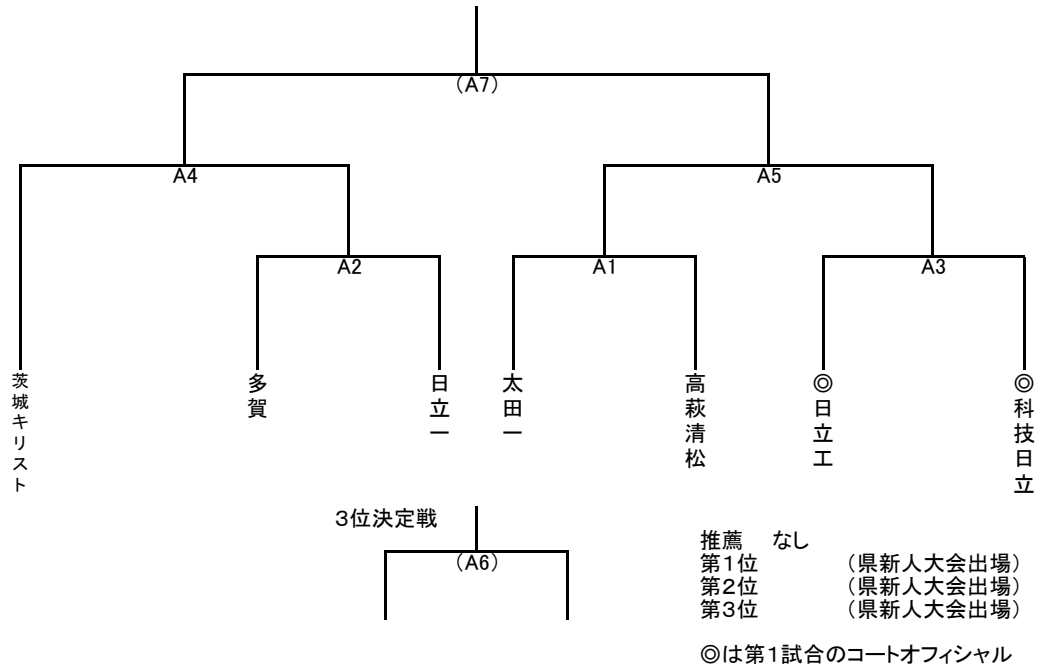 （A7）
A4
A5
A2
A1
A3
茨城キリスト
多賀
日立一
太田一
高萩清松
◎日立工
◎科技日立
3位決定戦
（A6）
推薦　なし
第1位　（県新人大会出場）
第2位　（県新人大会出場）
第3位　（県新人大会出場）
◎は第1試合のコートオフィシャル